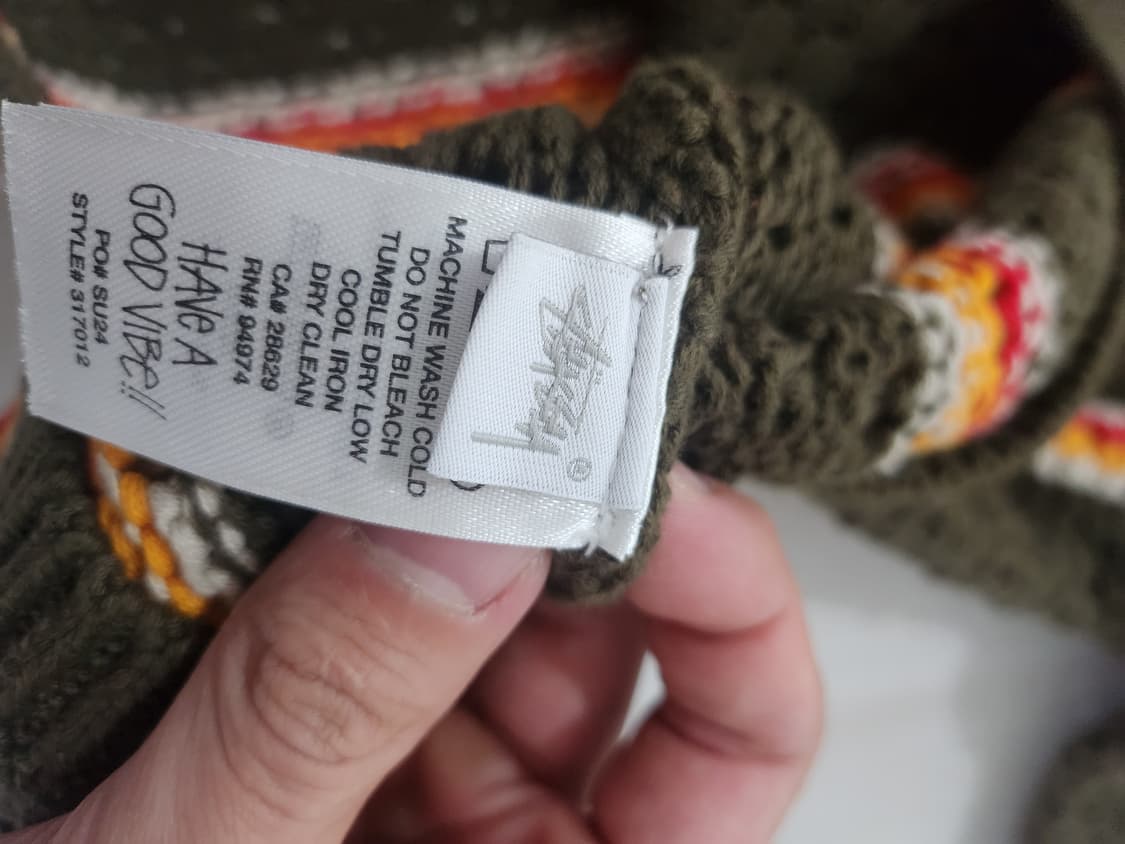 Stüssy ®
MACHINE WASH COLD
DO NOT BLEACH
TUMBLE DRY LOW
COOL IRON
DRY CLEAN
CA# 28629
RN# 94974
HAVE A
GOOD VIBE!!
PO# SU24
STYLE# 317012